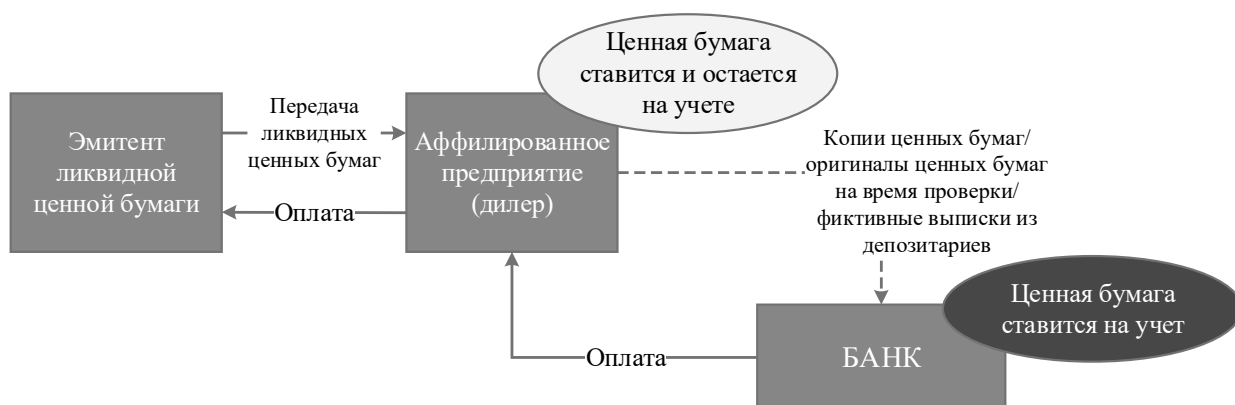 Ценная бумага
ставится и остается
на учете
Эмитент
ликвидной
ценной бумаги
Передача
ликвидных
ценных бумаг
Оплата
Аффилированное
предприятие
(дилер)
Копии ценных бумаг/
оригиналы ценных бумаг
на время проверки/
фиктивные выписки из
депозитариев
Ценная бумага
ставится на учет
Оплата
БАНК